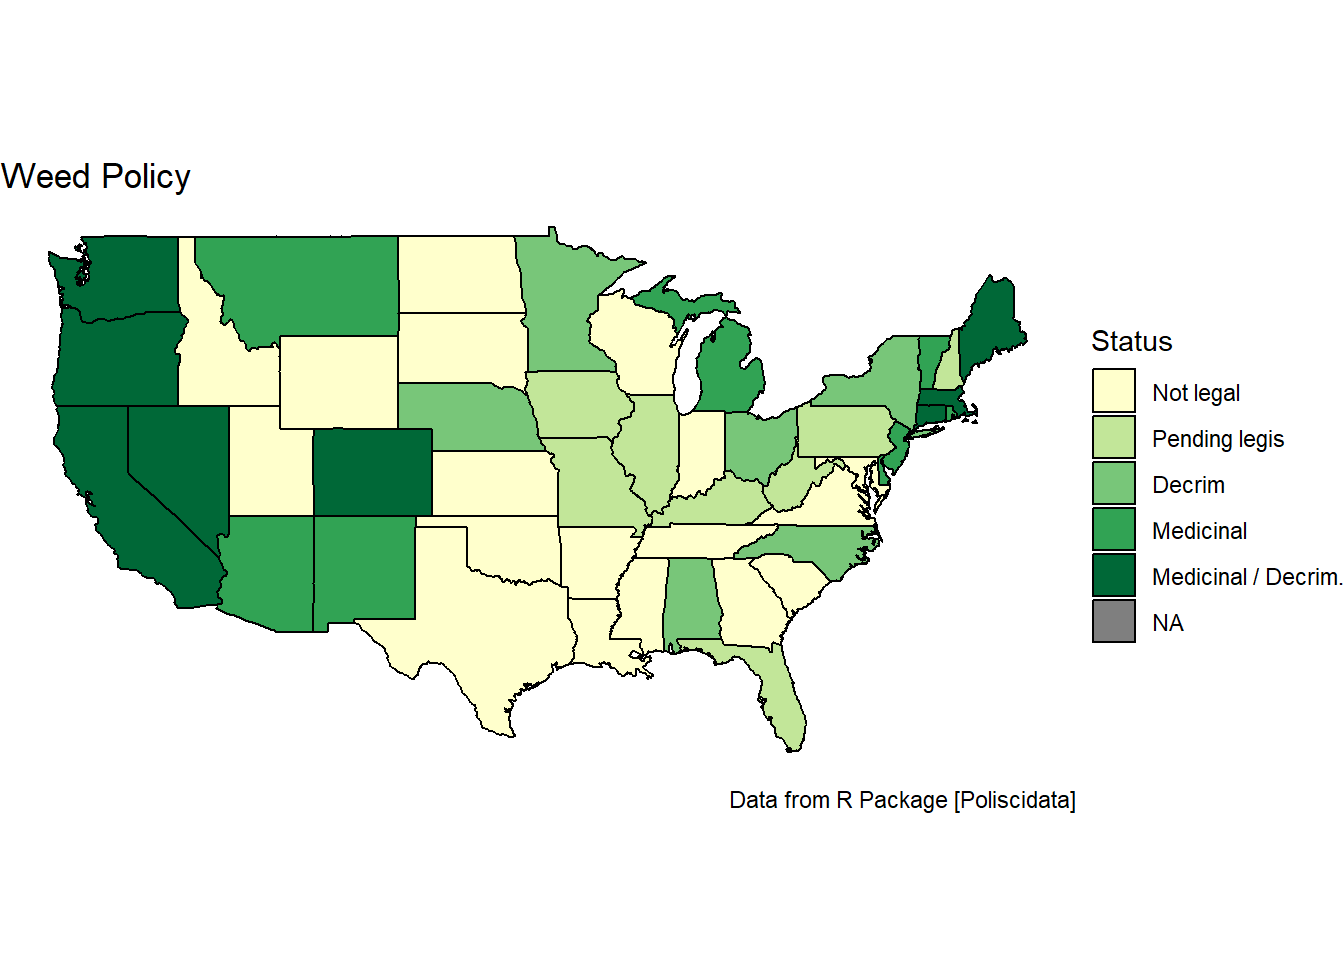 Weed Policy
Status
Not legal
Pending legis
Decrim
Medicinal
Medicinal / Decrim.
NA
Data from R Package [Poliscidata]